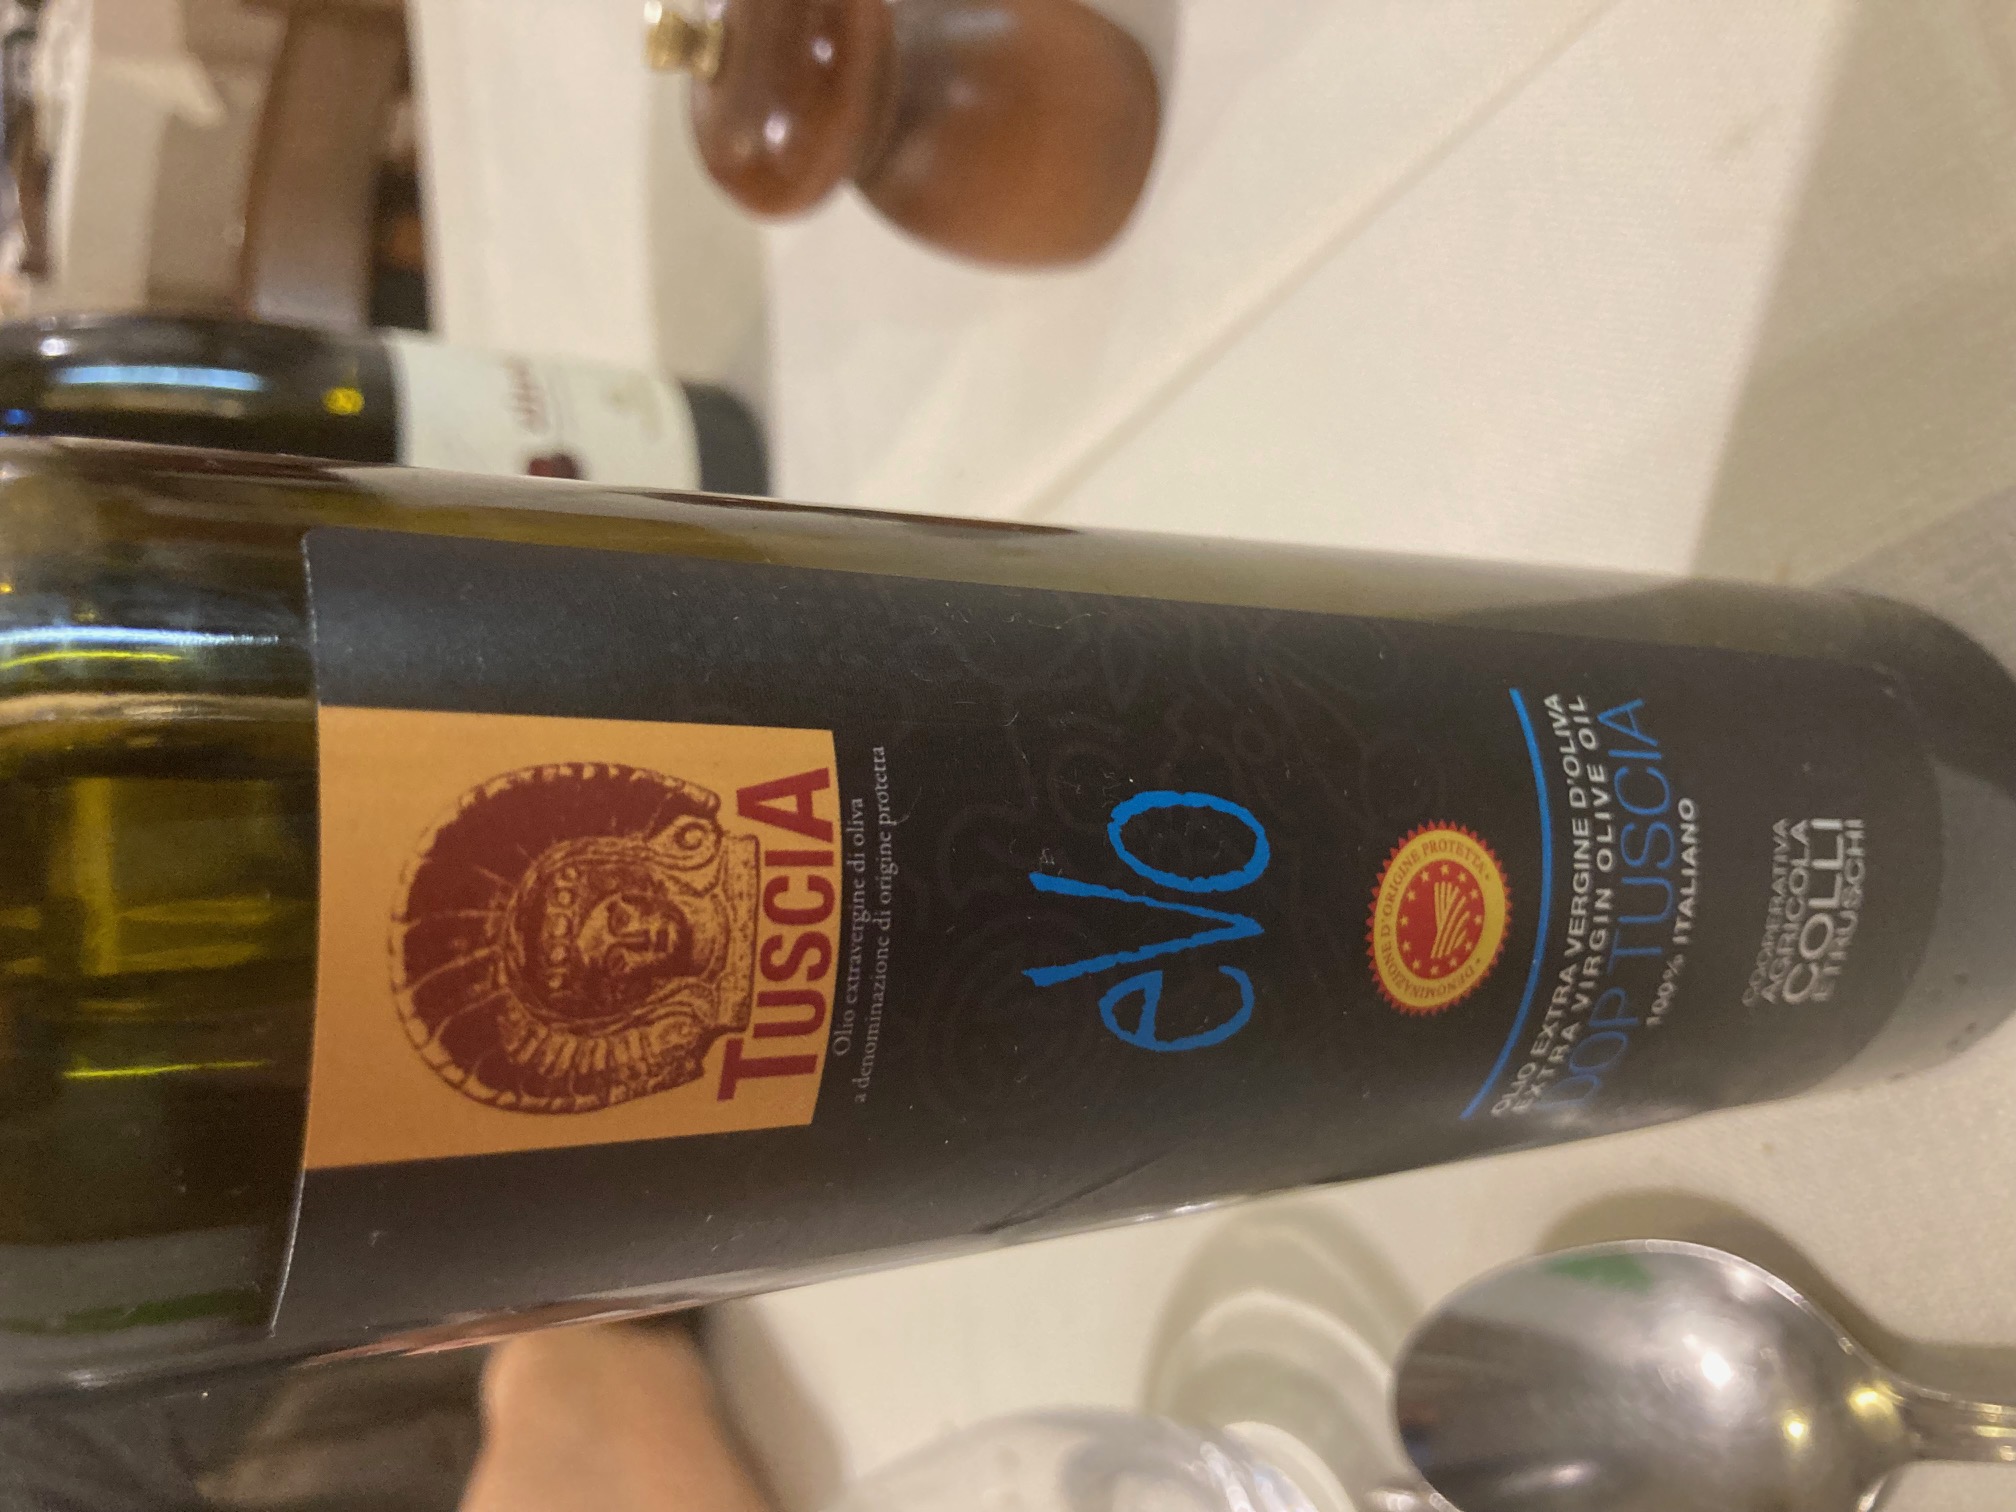 TUSCIA
Olio extravergine di oliva
a denominazione di origine protetta
evo
DENOMINAZIONE D'ORIGINE PROTETTA
OLIO EXTRA VERGINE D'OLIVA
EXTRA VIRGIN OLIVE OIL
DOP TUSCIA
100% ITALIANO
COOPERATIVA
AGRICOLA
COLLI
ETRUSCHI